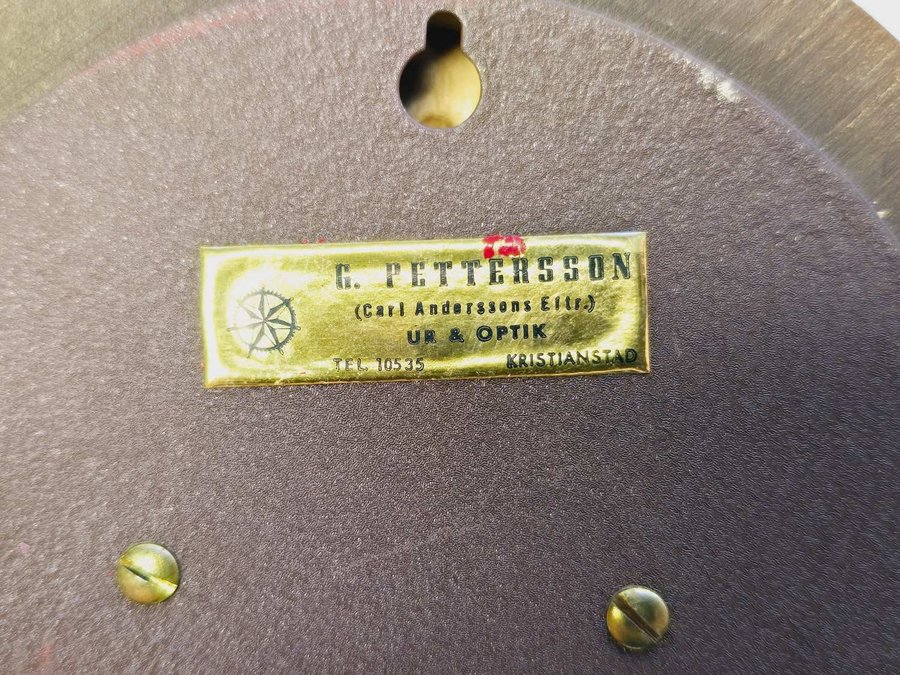 G. PETTERSSON
(Carl Anderssons Eftr.)
UR & OPTIK
TEL. 10535 KRISTIANSTAD